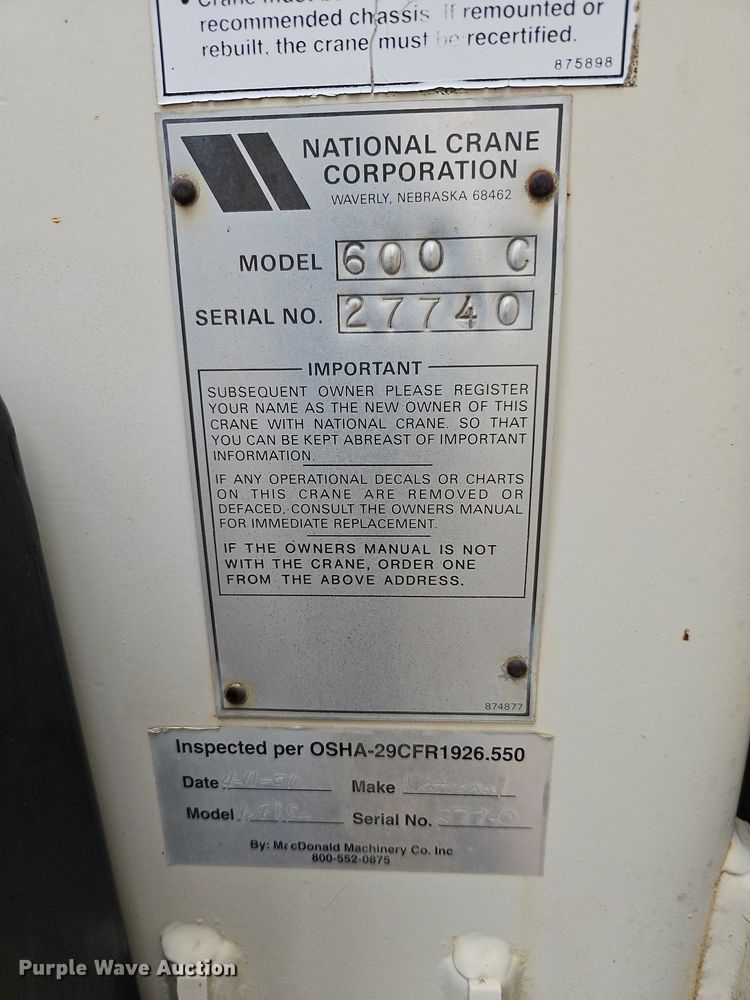 • Crane must be
recommended chassis. If remounted or
rebuilt, the crane must be recertified.
875898
NATIONAL CRANE
CORPORATION
WAVERLY, NEBRASKA 68462
MODEL 600 C
SERIAL NO. 27740
IMPORTANT
SUBSEQUENT OWNER PLEASE REGISTER
YOUR NAME AS THE NEW OWNER OF THIS
CRANE WITH NATIONAL CRANE. SO THAT
YOU CAN BE KEPT ABREAST OF IMPORTANT
INFORMATION.
IF ANY OPERATIONAL DECALS OR CHARTS
ON THIS CRANE ARE REMOVED OR
DEFACED, CONSULT THE OWNERS MANUAL
FOR IMMEDIATE REPLACEMENT.
IF THE OWNERS MANUAL IS NOT
WITH THE CRANE, ORDER ONE
FROM THE ABOVE ADDRESS.
874877
Inspected per OSHA-29CFR1926.550
Date Make National
Model Serial No.
By: MacDonald Machinery Co. Inc
800-552-0875
Purple Wave Auction